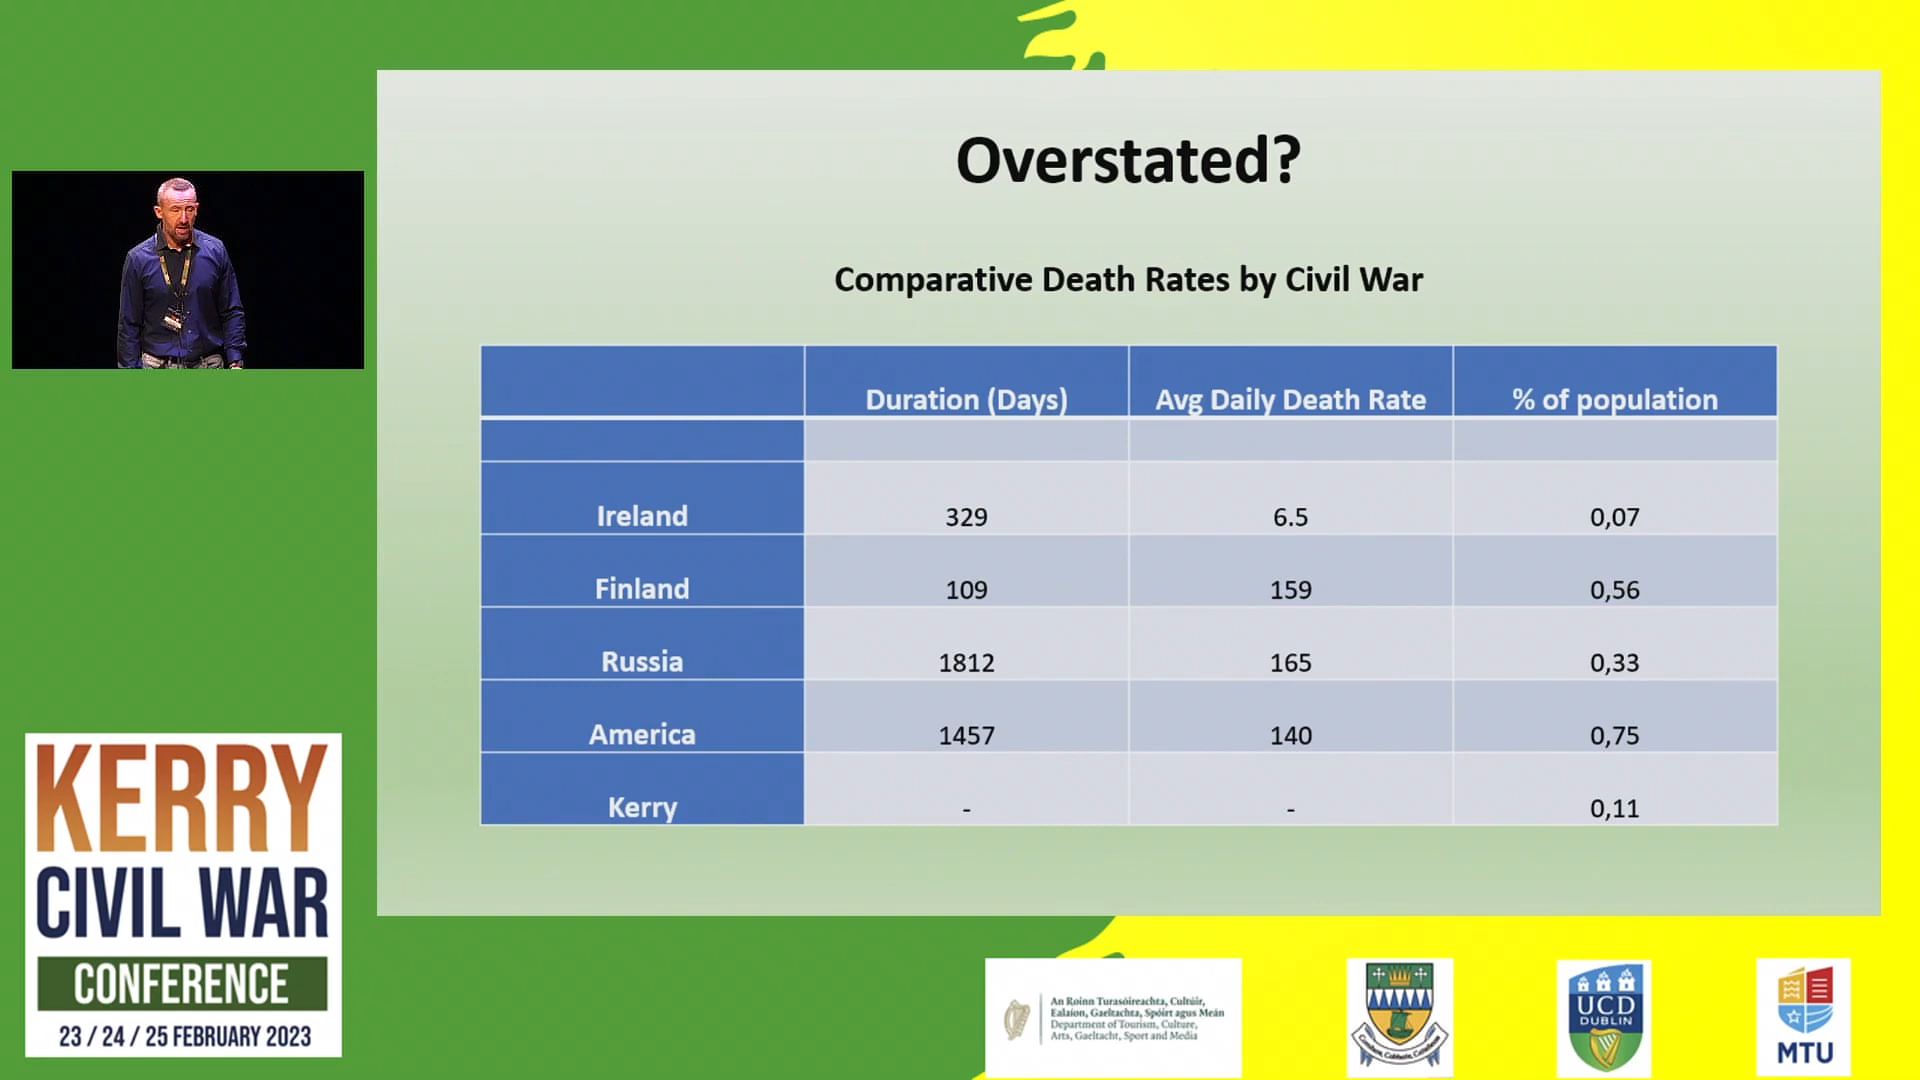 Overstated?
Comparative Death Rates by Civil War
Duration (Days) Avg Daily Death Rate % of population
Ireland 329 6.5 0,07
Finland 109 159 0,56
Russia 1812 165 0,33
America 1457 140 0,75
Kerry - - 0,11
KERRY
CIVIL WAR
CONFERENCE
23 / 24 / 25 FEBRUARY 2023
An Roinn Turasóireachta, Cultúir,
Ealaíon, Gaeltachta, Spóirt agus Meán
Department of Tourism, Culture,
Arts, Gaeltacht, Sport and Media
UCD
DUBLIN
MTU